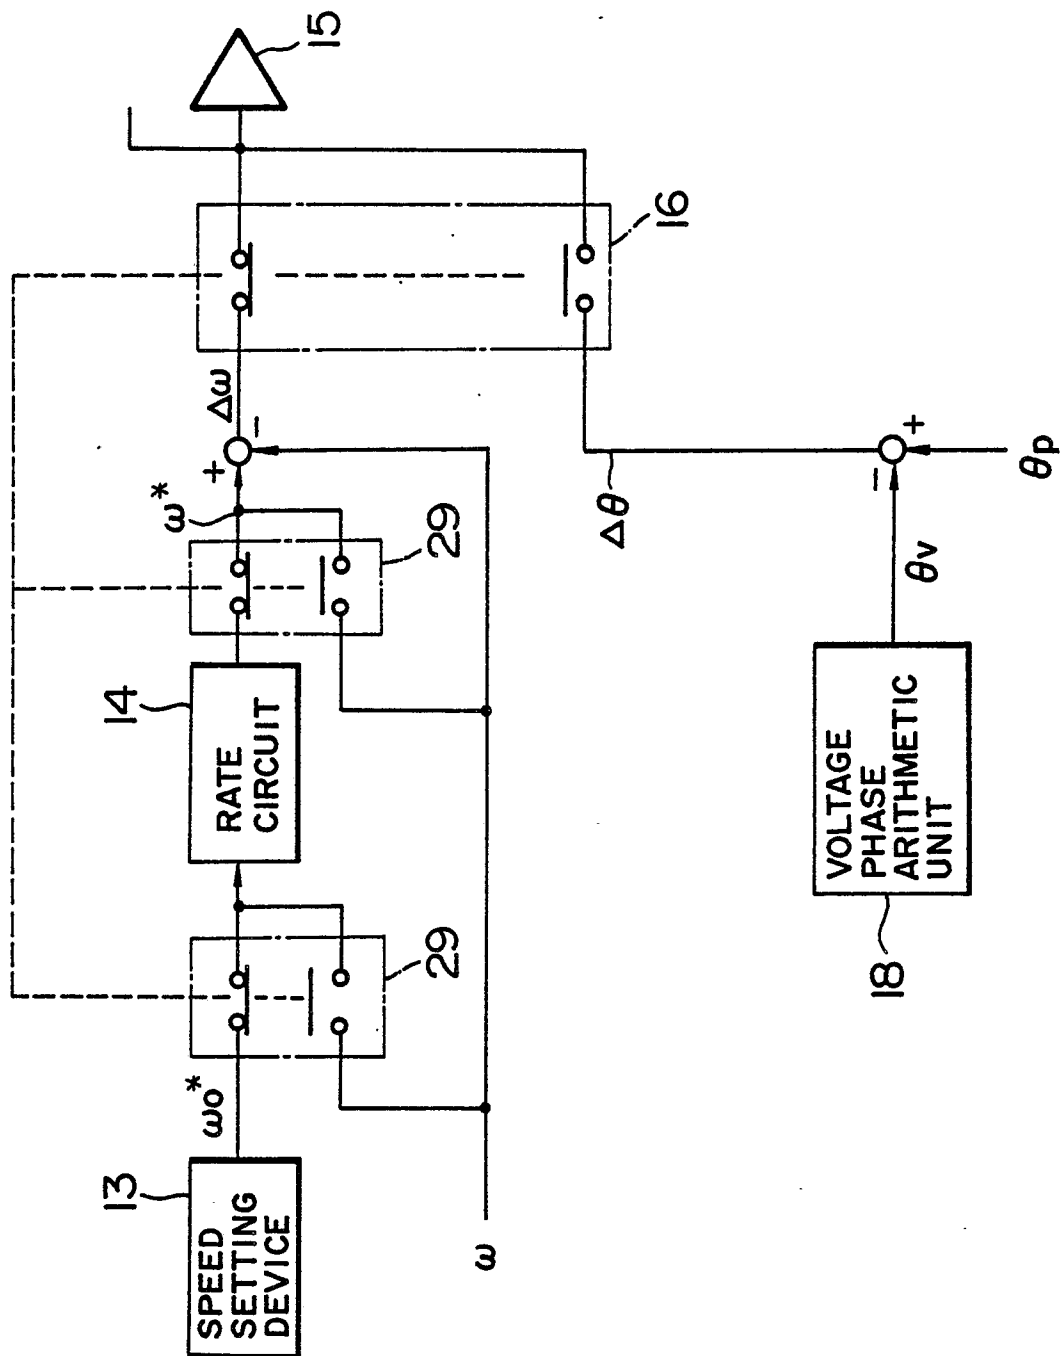 13
SPEED
SETTING
DEVICE
ωo*
29
14
RATE
CIRCUIT
29
ω*
+
−
Δω
16
15
ω
18
VOLTAGE
PHASE
ARITHMETIC
UNIT
θv
−
+
θp
Δθ